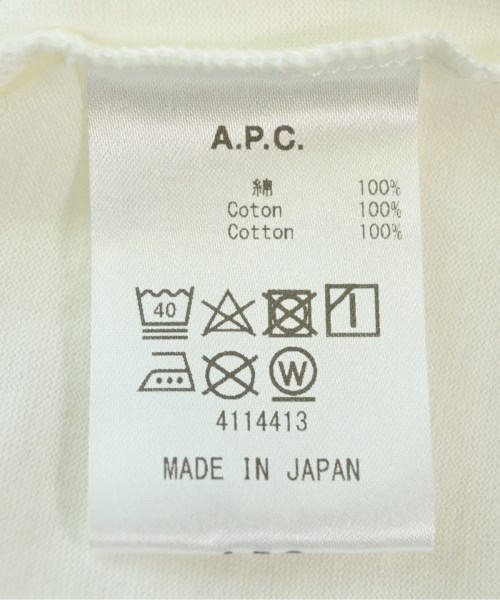 A.P.C.
綿 100%
Coton 100%
Cotton 100%
40
W
4114413
MADE IN JAPAN
A.P.C.